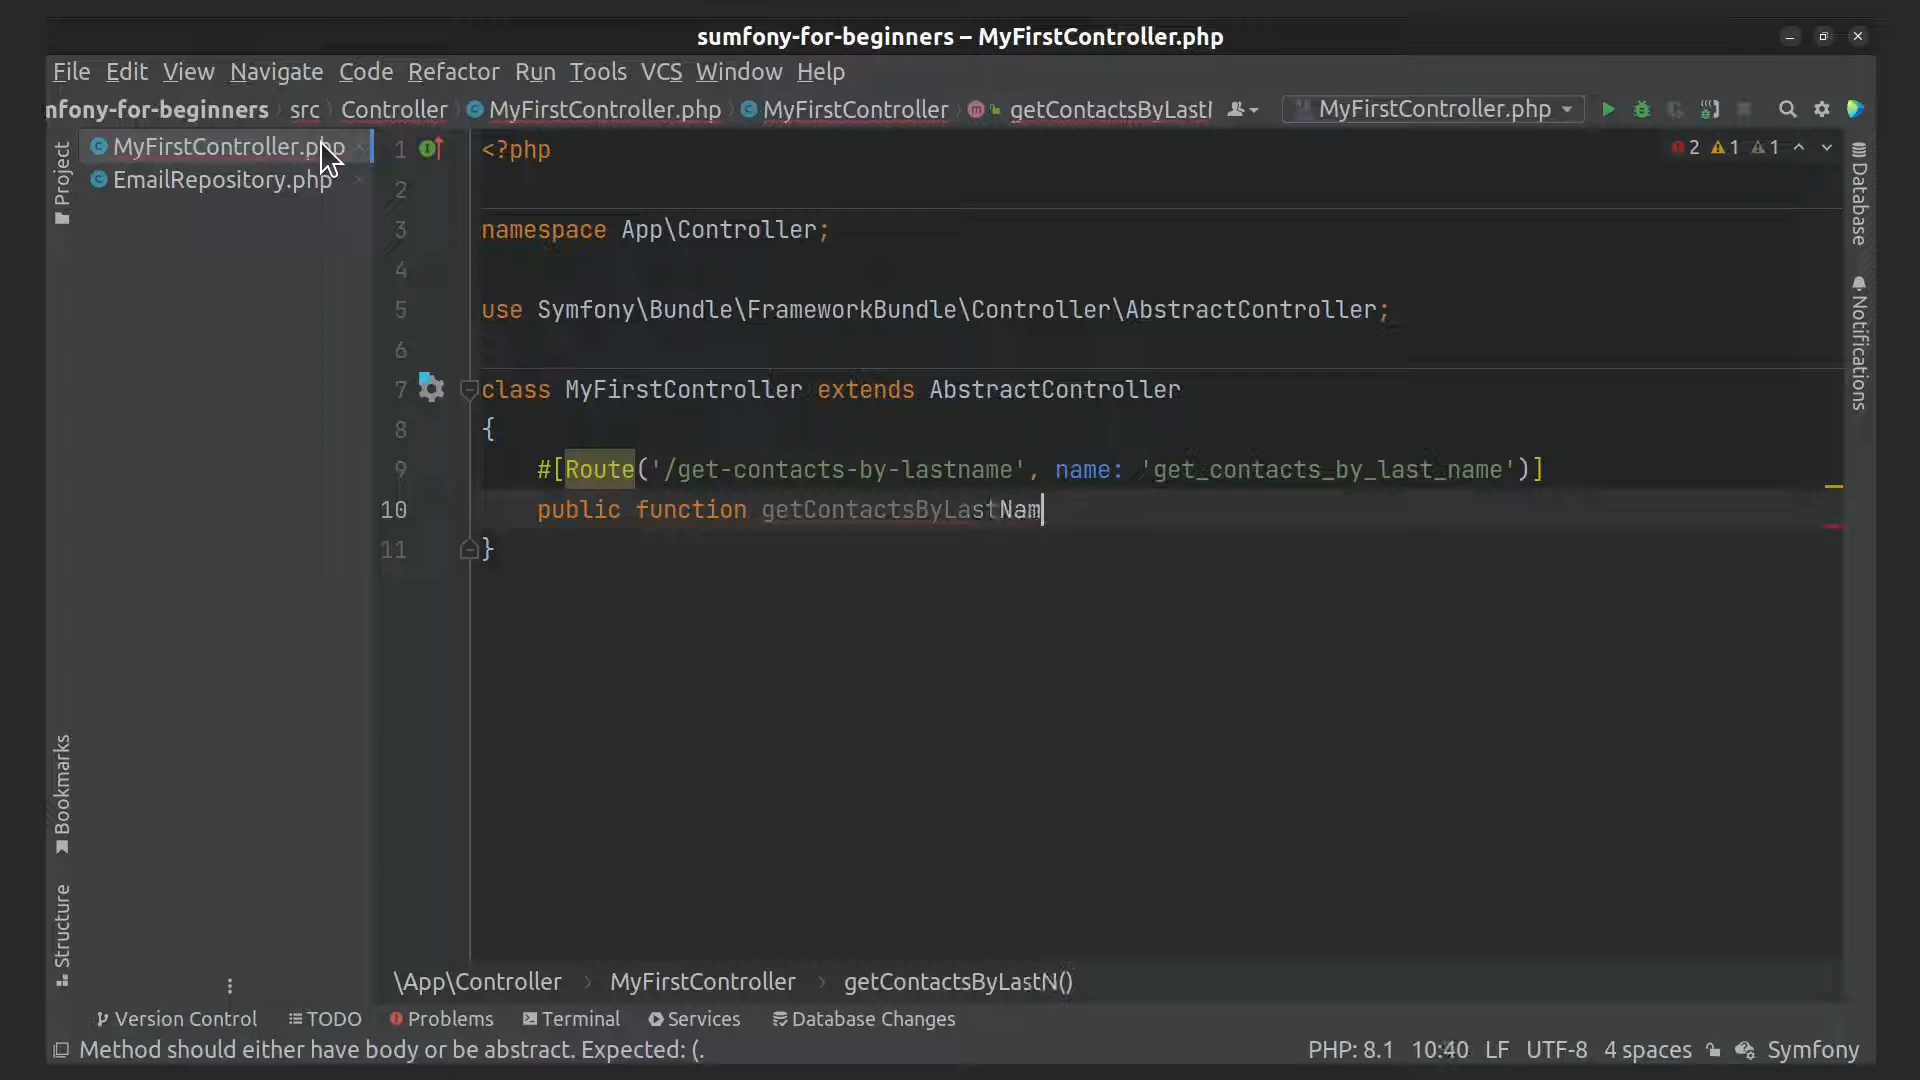 sumfony-for-beginners – MyFirstController.php
File Edit View Navigate Code Refactor Run Tools VCS Window Help
mfony-for-beginners src Controller MyFirstController.php MyFirstController getContactsByLastN MyFirstController.php
Project
MyFirstController.php
EmailRepository.php
Bookmarks
Structure
1 <?php
2
3 namespace App\Controller;
4
5 use Symfony\Bundle\FrameworkBundle\Controller\AbstractController;
6
7 class MyFirstController extends AbstractController
8 {
9 #[Route('/get-contacts-by-lastname', name: 'get_contacts_by_last_name')]
10 public function getContactsByLastNam
11 }
2 1 1
Database
Notifications
\App\Controller MyFirstController getContactsByLastN()
Version Control TODO Problems Terminal Services Database Changes
Method should either have body or be abstract. Expected: (. PHP: 8.1 10:40 LF UTF-8 4 spaces Symfony